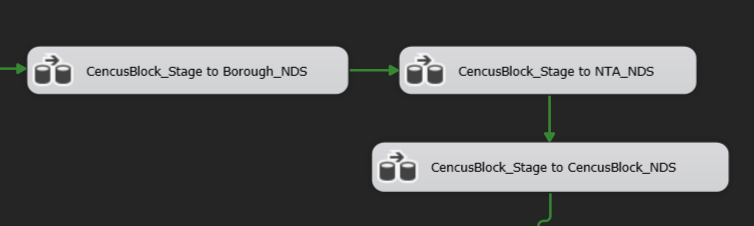 CencusBlock_Stage to Borough_NDS
CencusBlock_Stage to NTA_NDS
CencusBlock_Stage to CencusBlock_NDS